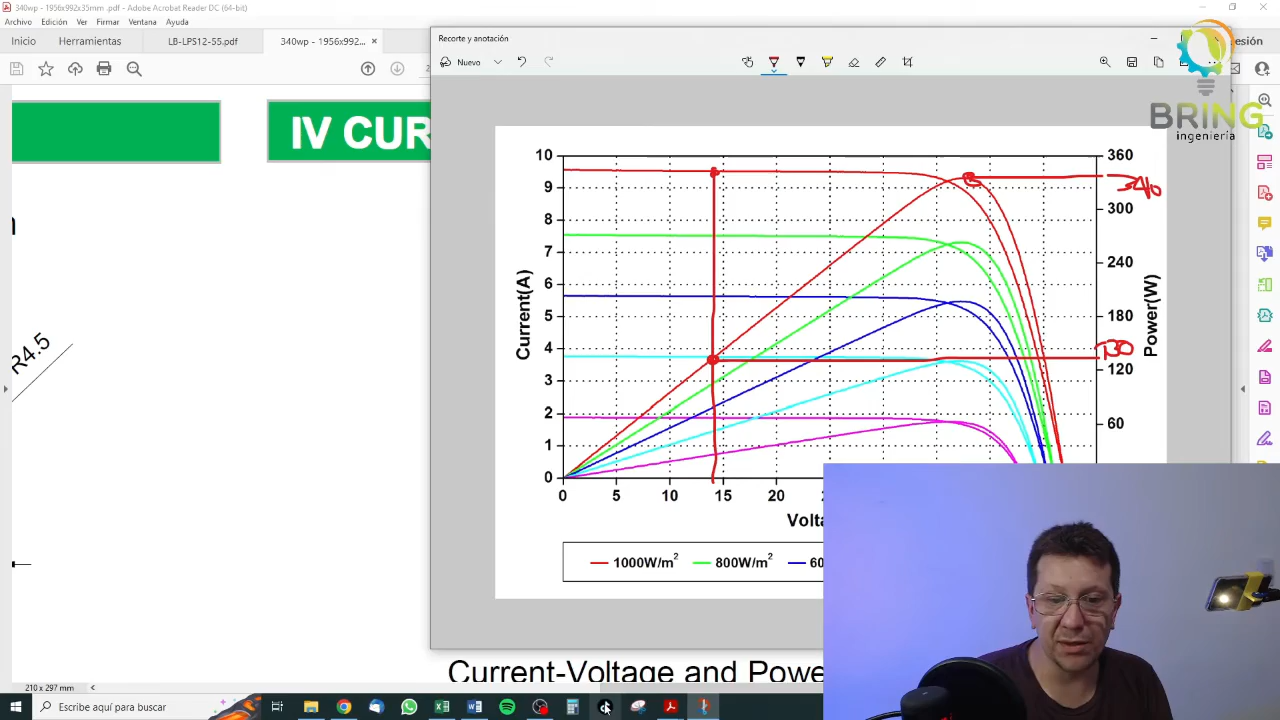 340wp - 1956x992x35mm .pdf - Adobe Acrobat Reader DC (64-bit)
Archivo Edición Ver Firmar Ventana Ayuda
Inicio Herramientas LB-LPS12-55.pdf 340wp - 1956x992... ×
Recorte y anotación
Nuevo
esión
BRING
ingeniería
IV CUR
R4.5
10
9
8
7
6
5
4
3
2
1
0
Current(A)
360
300
240
180
120
60
Power(W)
340
130
0 5 10 15 20
Volta
1000W/m²
800W/m²
60
Current-Voltage and Powe
210 x 297 mm
Escribe aquí para buscar